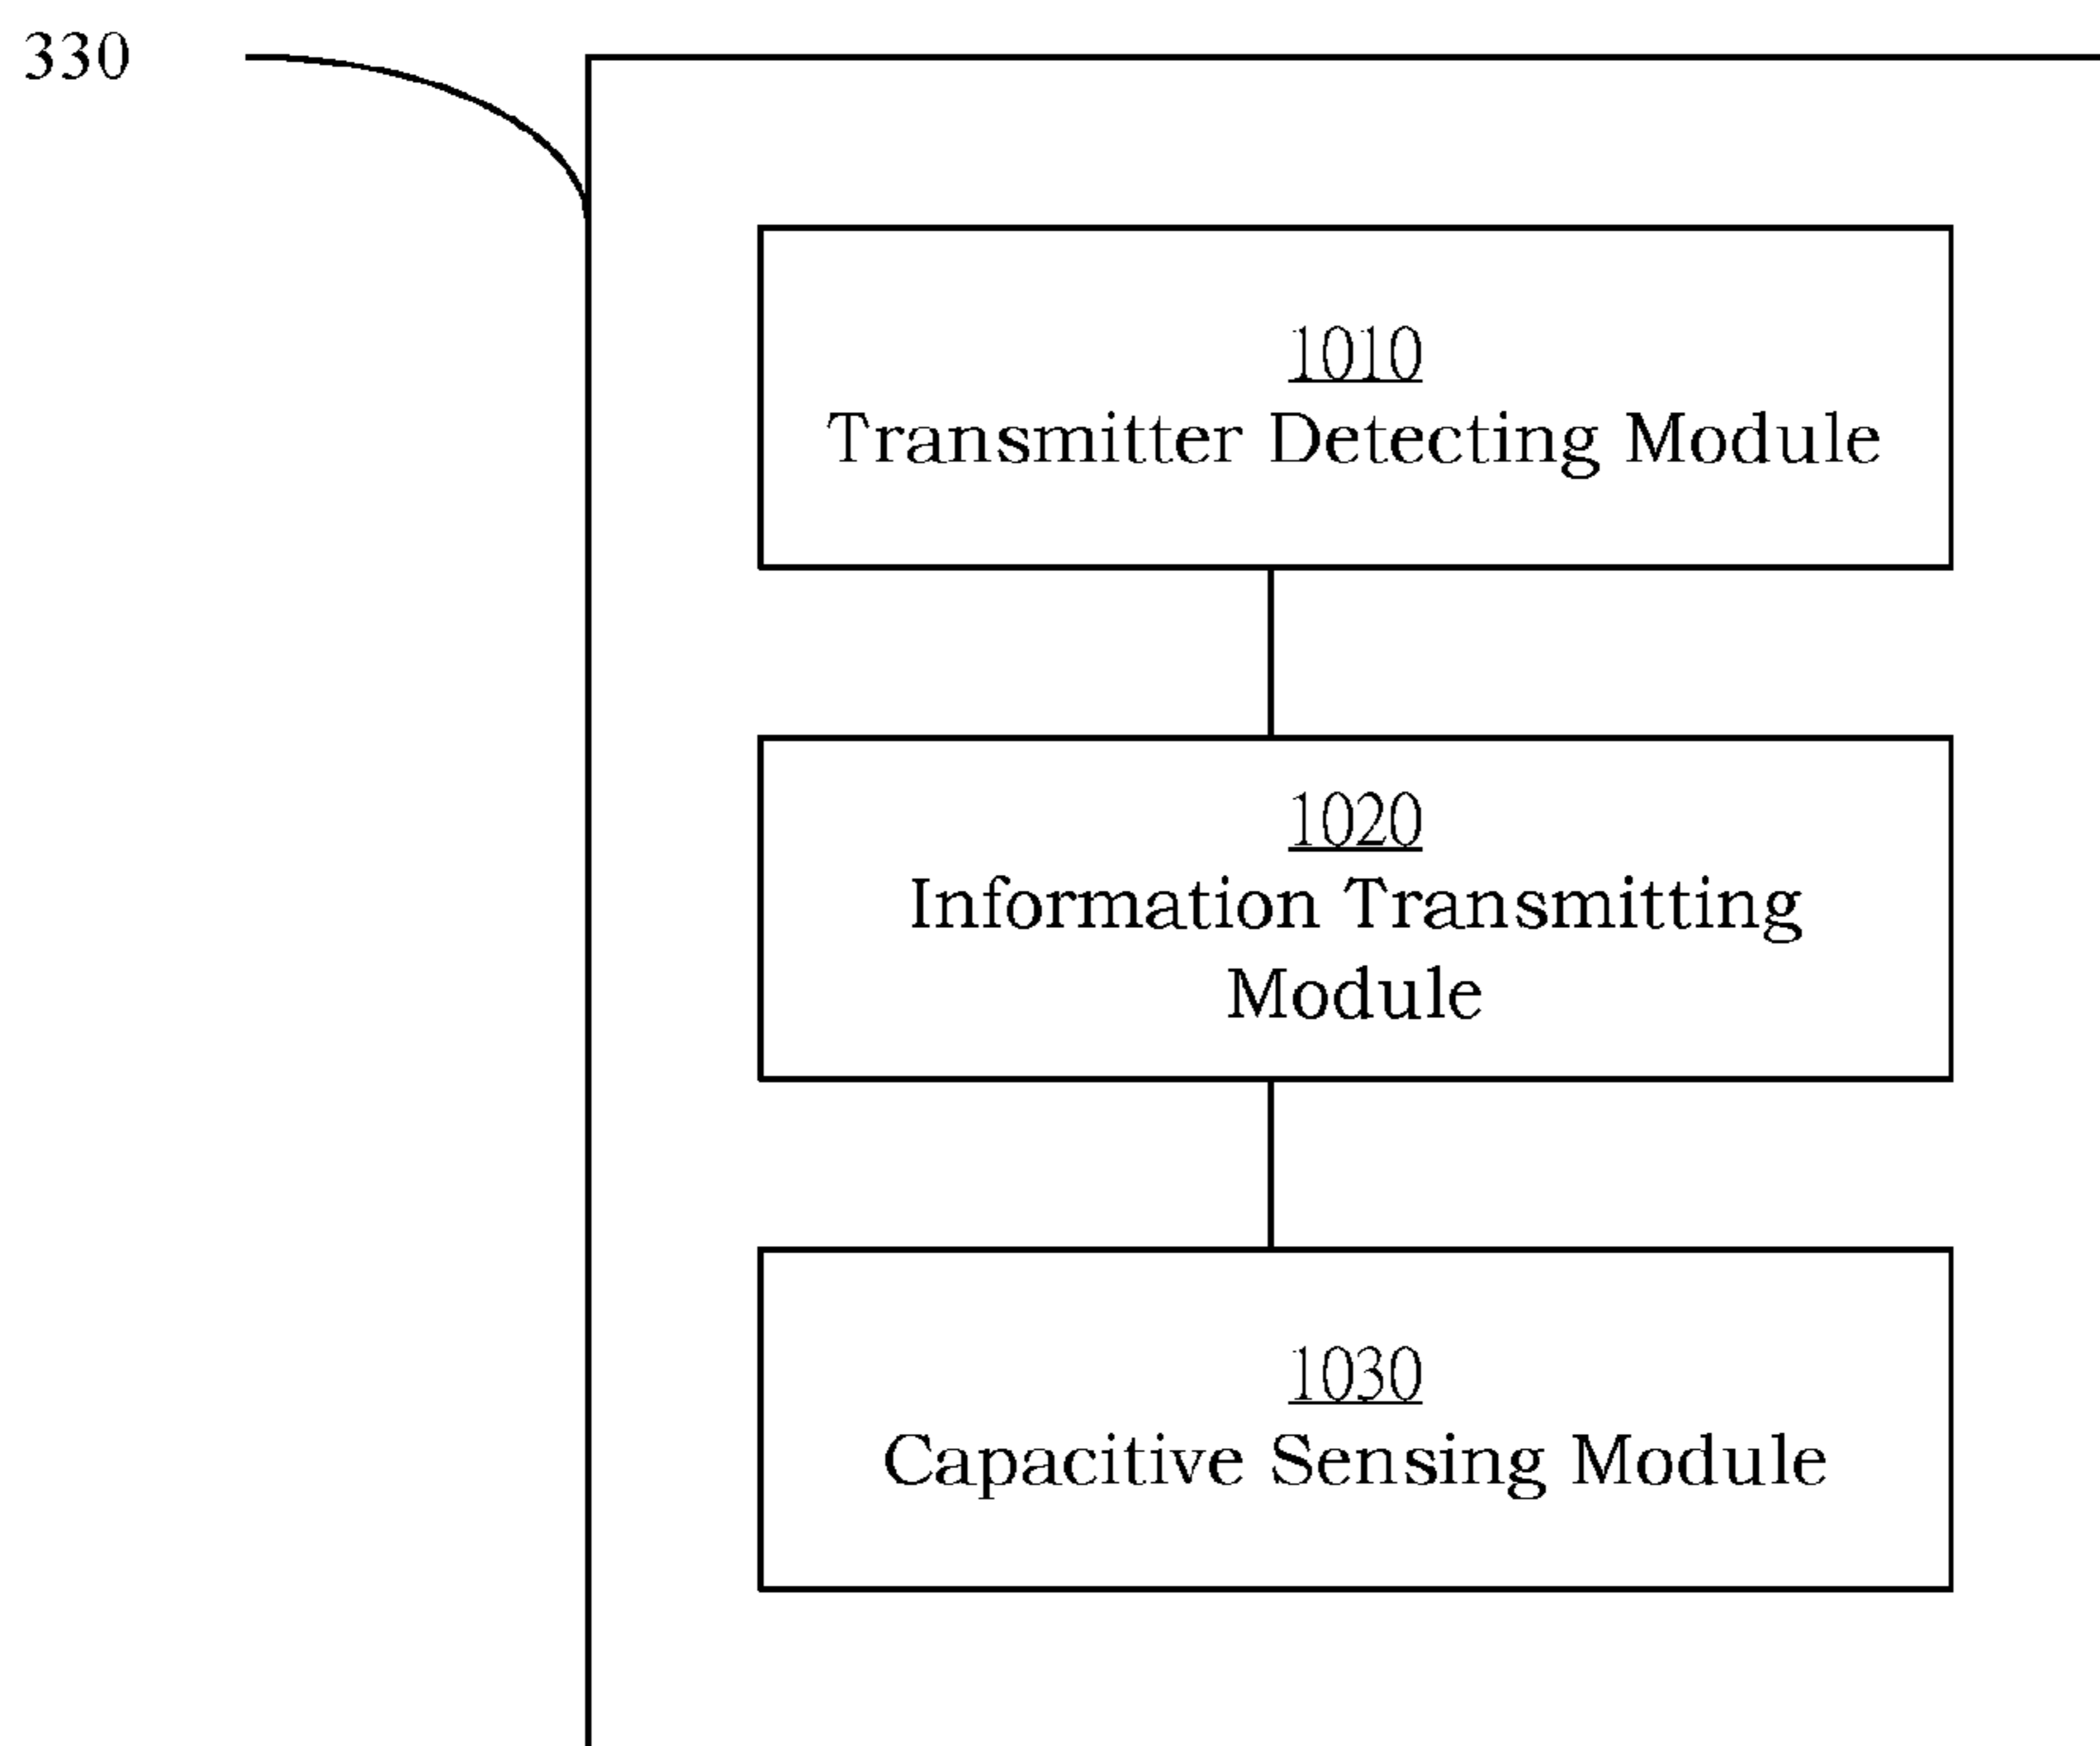 330
1010
Transmitter Detecting Module
1020
Information Transmitting
Module
1030
Capacitive Sensing Module